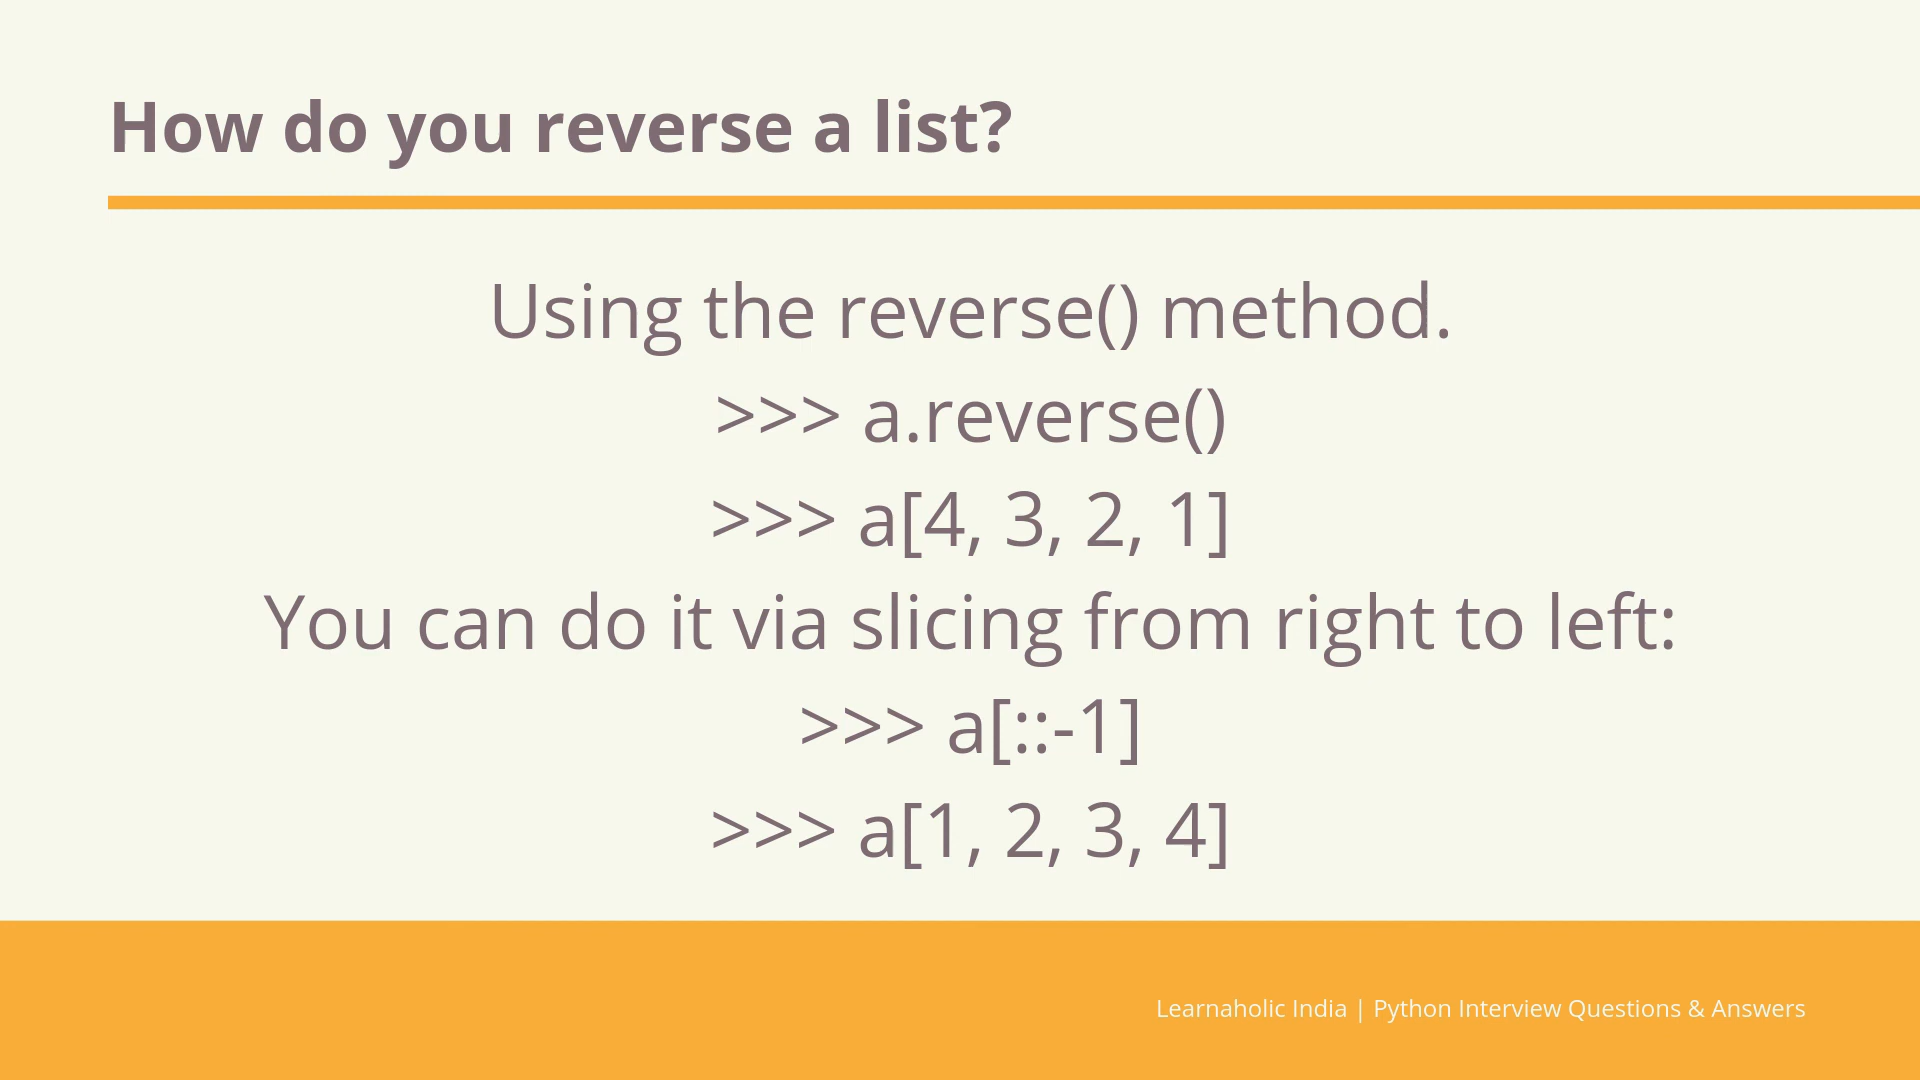 How do you reverse a list?
Using the reverse() method.
>>> a.reverse()
>>> a[4, 3, 2, 1]
You can do it via slicing from right to left:
>>> a[::-1]
>>> a[1, 2, 3, 4]
Learnaholic India | Python Interview Questions & Answers